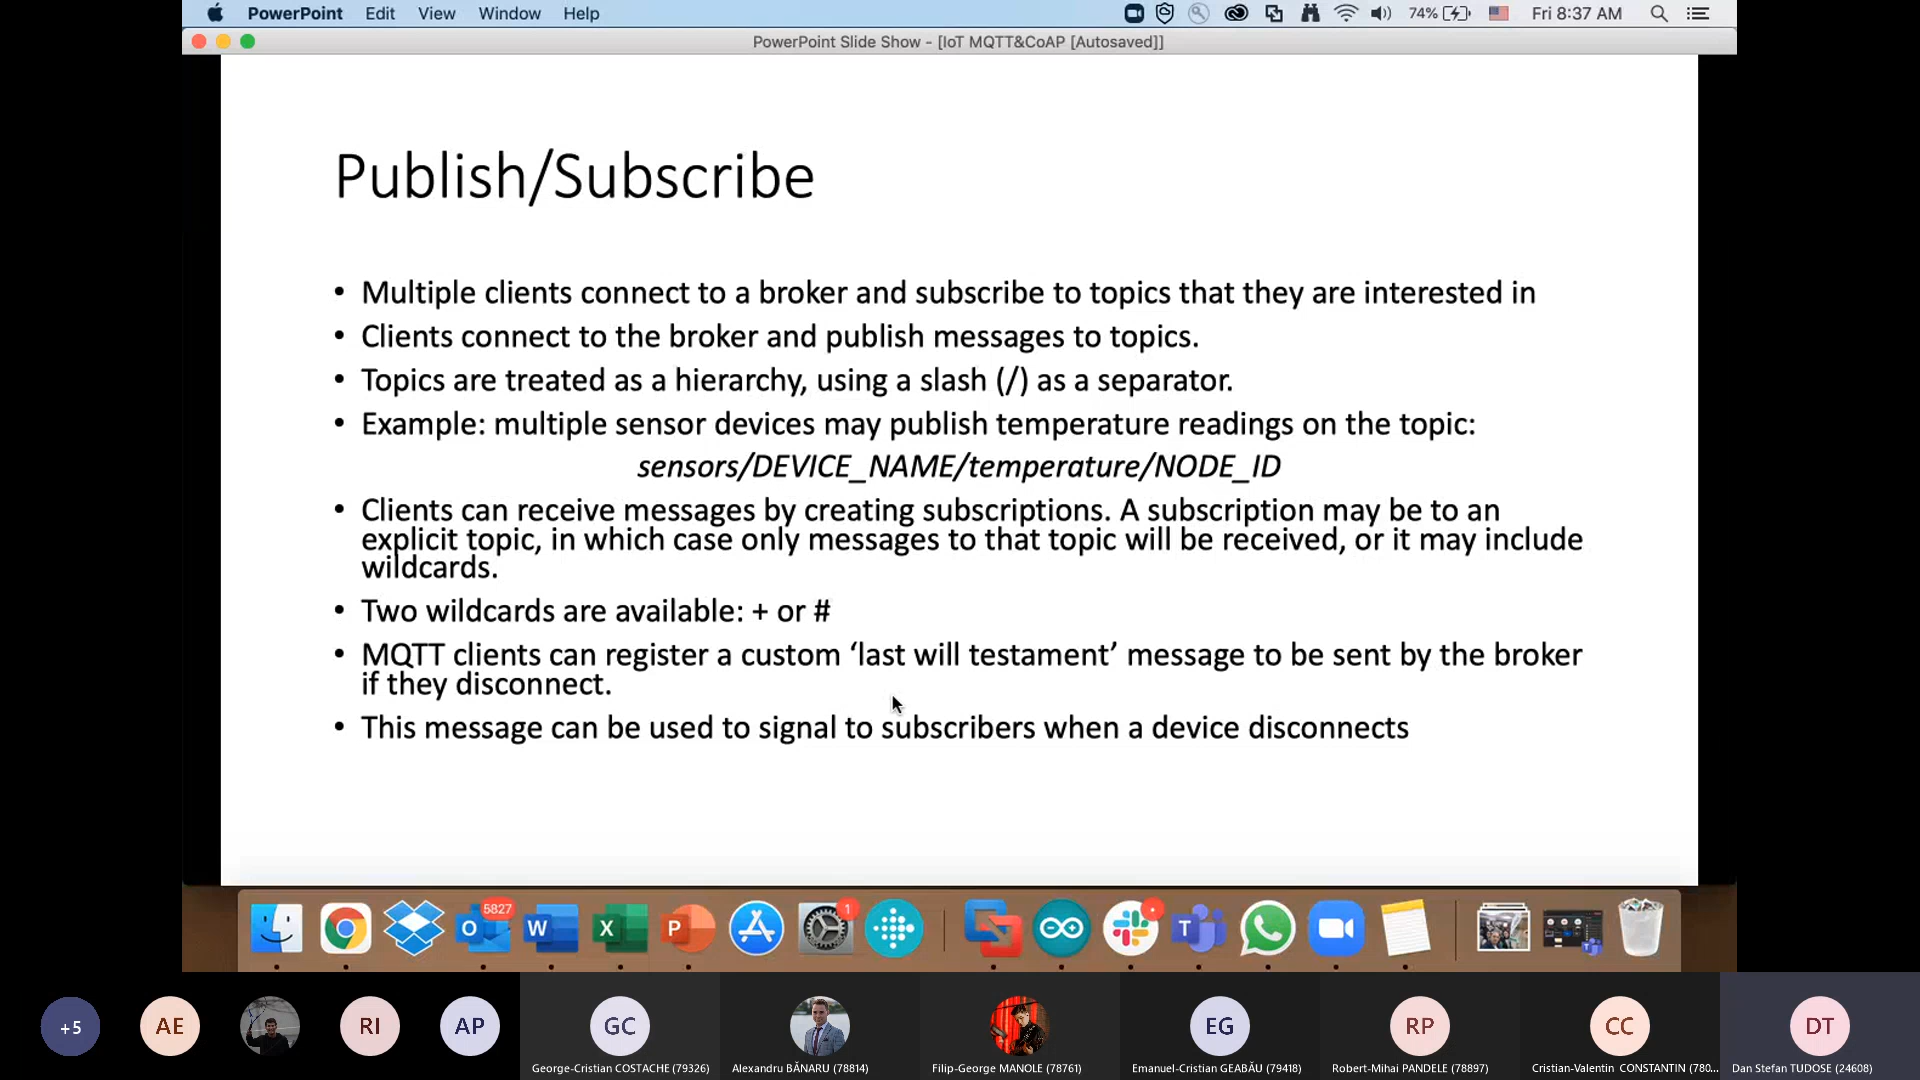 PowerPoint Edit View Window Help 74% Fri 8:37 AM
PowerPoint Slide Show - [IoT MQTT&CoAP [Autosaved]]
Publish/Subscribe
• Multiple clients connect to a broker and subscribe to topics that they are interested in
• Clients connect to the broker and publish messages to topics.
• Topics are treated as a hierarchy, using a slash (/) as a separator.
• Example: multiple sensor devices may publish temperature readings on the topic:
sensors/DEVICE_NAME/temperature/NODE_ID
• Clients can receive messages by creating subscriptions. A subscription may be to an
explicit topic, in which case only messages to that topic will be received, or it may include
wildcards.
• Two wildcards are available: + or #
• MQTT clients can register a custom ‘last will testament’ message to be sent by the broker
if they disconnect.
• This message can be used to signal to subscribers when a device disconnects
5827
1
O W X P T
+5 AE RI AP GC EG RP CC DT
George-Cristian COSTACHE (79326) Alexandru BĂNARU (78814) Filip-George MANOLE (78761) Emanuel-Cristian GEABĂU (79418) Robert-Mihai PANDELE (78897) Cristian-Valentin CONSTANTIN (780... Dan Stefan TUDOSE (24608)